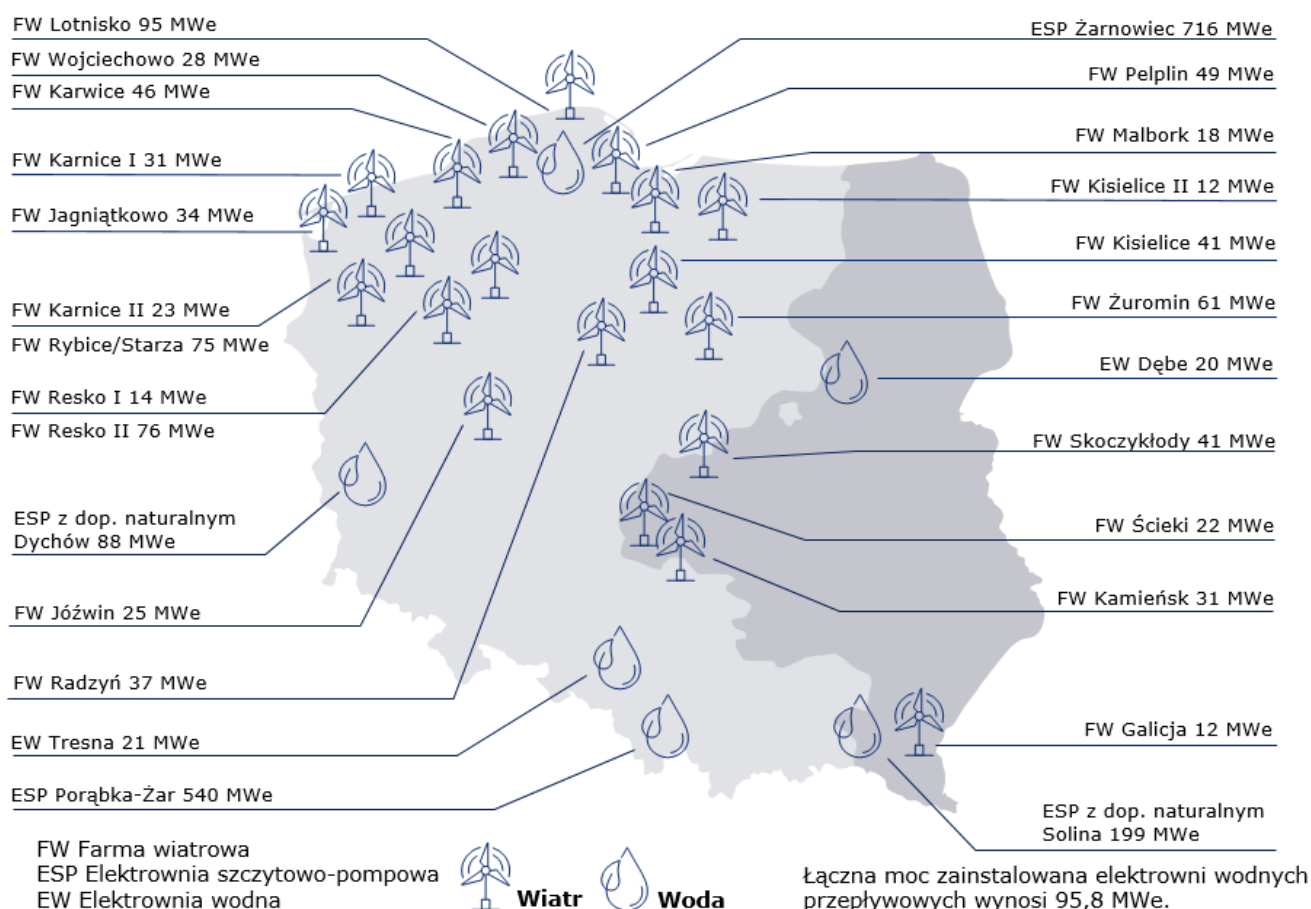 FW Lotnisko 95 MWe
FW Wojciechowo 28 MWe
FW Karwice 46 MWe
FW Karnice I 31 MWe
FW Jagniątkowo 34 MWe
FW Karnice II 23 MWe
FW Rybice/Starza 75 MWe
FW Resko I 14 MWe
FW Resko II 76 MWe
ESP z dop. naturalnym
Dychów 88 MWe
FW Jóźwin 25 MWe
FW Radzyń 37 MWe
EW Tresna 21 MWe
ESP Porąbka-Żar 540 MWe
ESP Żarnowiec 716 MWe
FW Pelplin 49 MWe
FW Malbork 18 MWe
FW Kisielice II 12 MWe
FW Kisielice 41 MWe
FW Żuromin 61 MWe
EW Dębe 20 MWe
FW Skoczykłody 41 MWe
FW Ścieki 22 MWe
FW Kamieńsk 31 MWe
FW Galicja 12 MWe
ESP z dop. naturalnym
Solina 199 MWe
FW Farma wiatrowa
ESP Elektrownia szczytowo-pompowa
EW Elektrownia wodna
Wiatr
Woda
Łączna moc zainstalowana elektrowni wodnych
przepływowych wynosi 95,8 MWe.